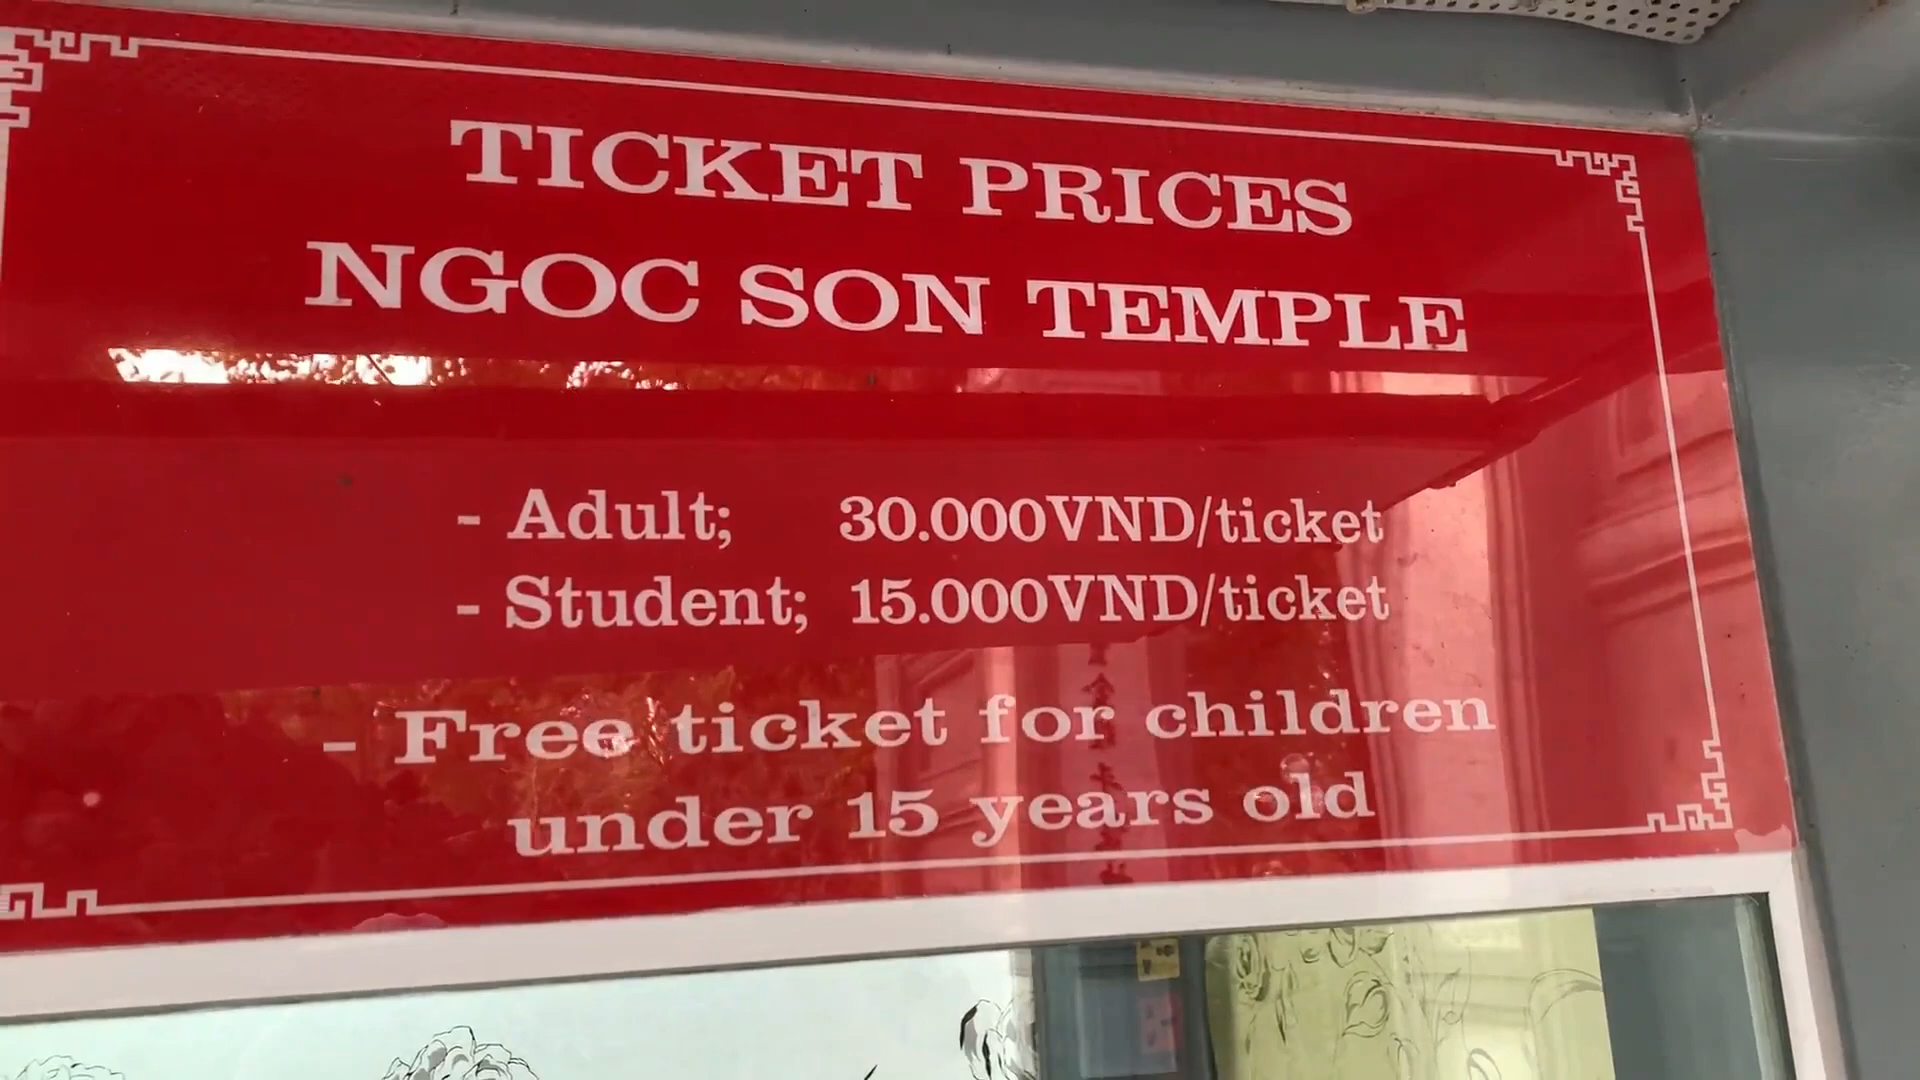 TICKET PRICES
NGOC SON TEMPLE
- Adult; 30.000VND/ticket
- Student; 15.000VND/ticket
- Free ticket for children
under 15 years old